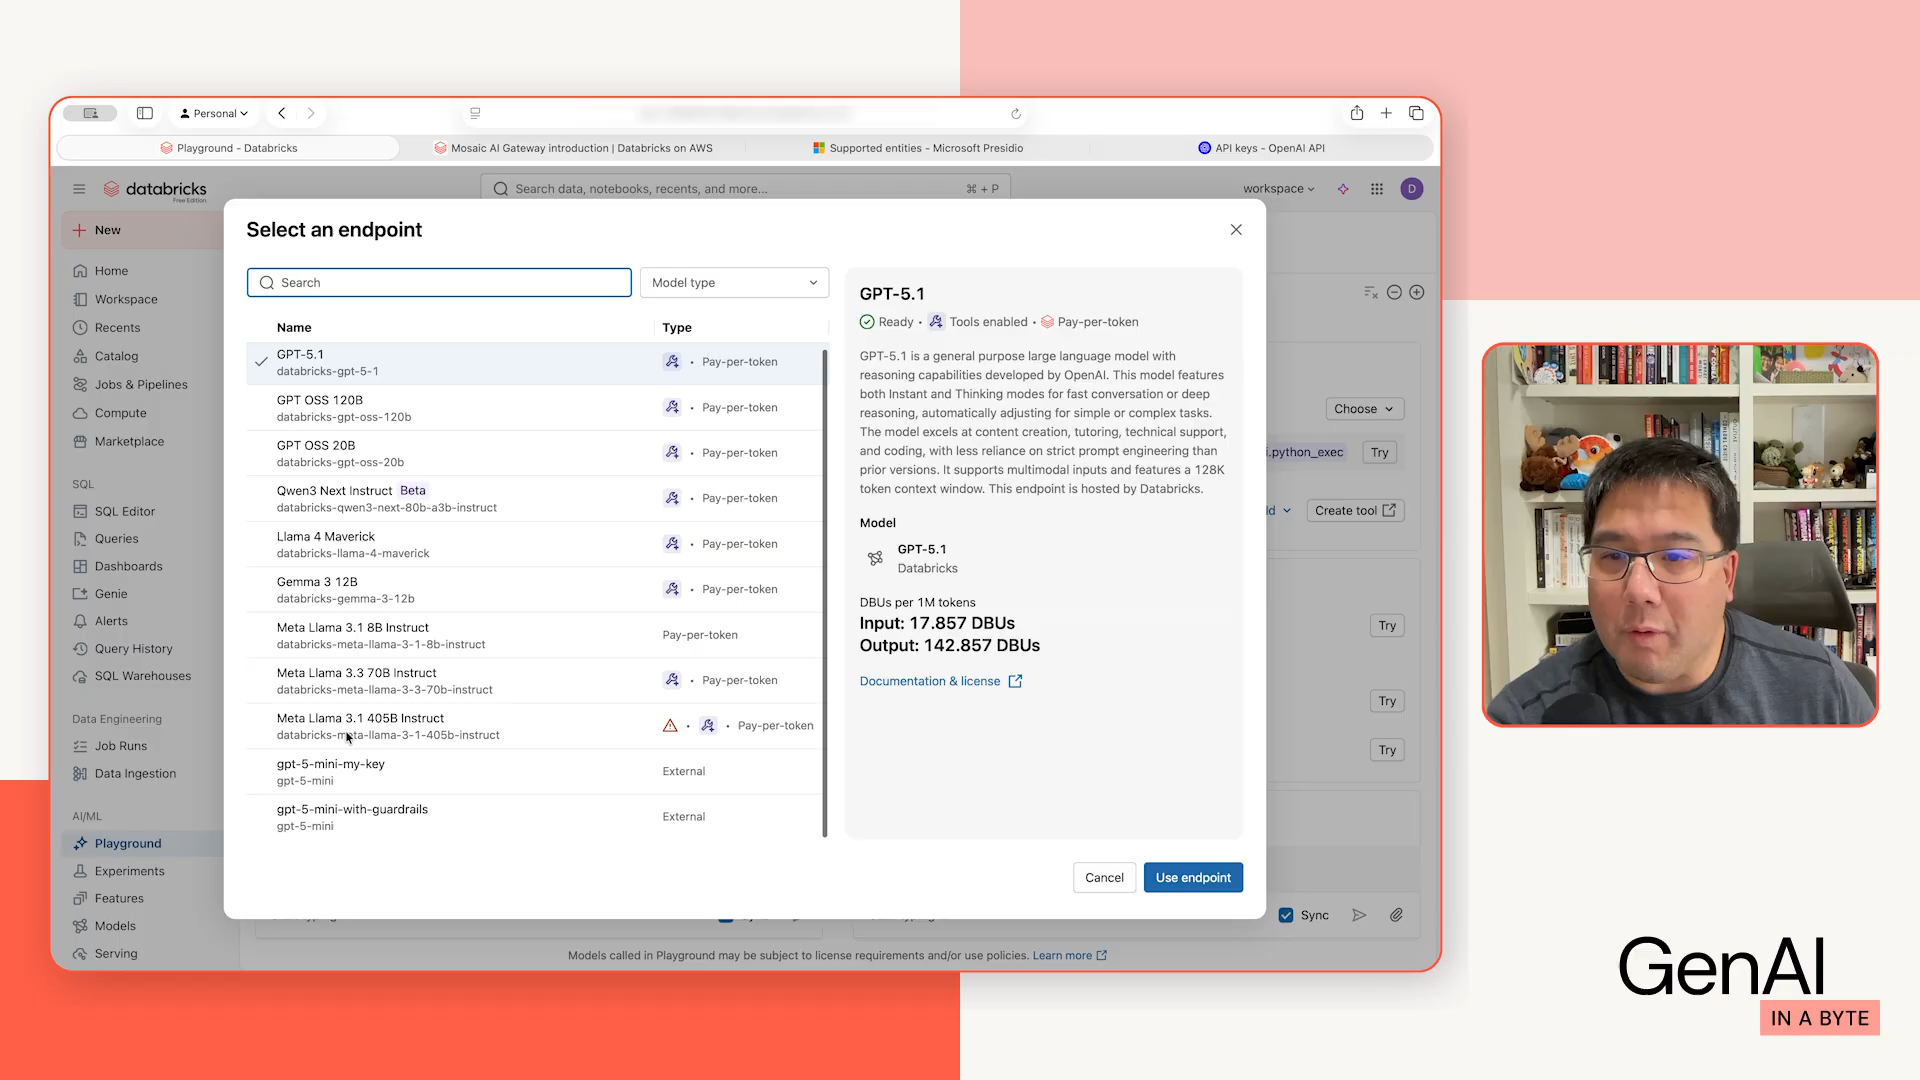 Personal
Playground - Databricks
Mosaic AI Gateway introduction | Databricks on AWS
Supported entities - Microsoft Presidio
API keys - OpenAI API
databricks
Free Edition
Search data, notebooks, recents, and more...
⌘ + P
workspace
D
New
Home
Workspace
Recents
Catalog
Jobs & Pipelines
Compute
Marketplace
SQL
SQL Editor
Queries
Dashboards
Genie
Alerts
Query History
SQL Warehouses
Data Engineering
Job Runs
Data Ingestion
AI/ML
Playground
Experiments
Features
Models
Serving
Select an endpoint
Search
Model type
Name
Type
GPT-5.1
databricks-gpt-5-1
• Pay-per-token
GPT OSS 120B
databricks-gpt-oss-120b
• Pay-per-token
GPT OSS 20B
databricks-gpt-oss-20b
• Pay-per-token
Qwen3 Next Instruct Beta
databricks-qwen3-next-80b-a3b-instruct
• Pay-per-token
Llama 4 Maverick
databricks-llama-4-maverick
• Pay-per-token
Gemma 3 12B
databricks-gemma-3-12b
• Pay-per-token
Meta Llama 3.1 8B Instruct
databricks-meta-llama-3-1-8b-instruct
Pay-per-token
Meta Llama 3.3 70B Instruct
databricks-meta-llama-3-3-70b-instruct
• Pay-per-token
Meta Llama 3.1 405B Instruct
databricks-meta-llama-3-1-405b-instruct
• • Pay-per-token
gpt-5-mini-my-key
gpt-5-mini
External
gpt-5-mini-with-guardrails
gpt-5-mini
External
GPT-5.1
Ready • Tools enabled • Pay-per-token
GPT-5.1 is a general purpose large language model with
reasoning capabilities developed by OpenAI. This model features
both Instant and Thinking modes for fast conversation or deep
reasoning, automatically adjusting for simple or complex tasks.
The model excels at content creation, tutoring, technical support,
and coding, with less reliance on strict prompt engineering than
prior versions. It supports multimodal inputs and features a 128K
token context window. This endpoint is hosted by Databricks.
Model
GPT-5.1
Databricks
DBUs per 1M tokens
Input: 17.857 DBUs
Output: 142.857 DBUs
Documentation & license
Cancel
Use endpoint
Choose
i.python_exec
Try
ld
Create tool
Try
Try
Try
Sync
Models called in Playground may be subject to license requirements and/or use policies. Learn more
GenAI
IN A BYTE